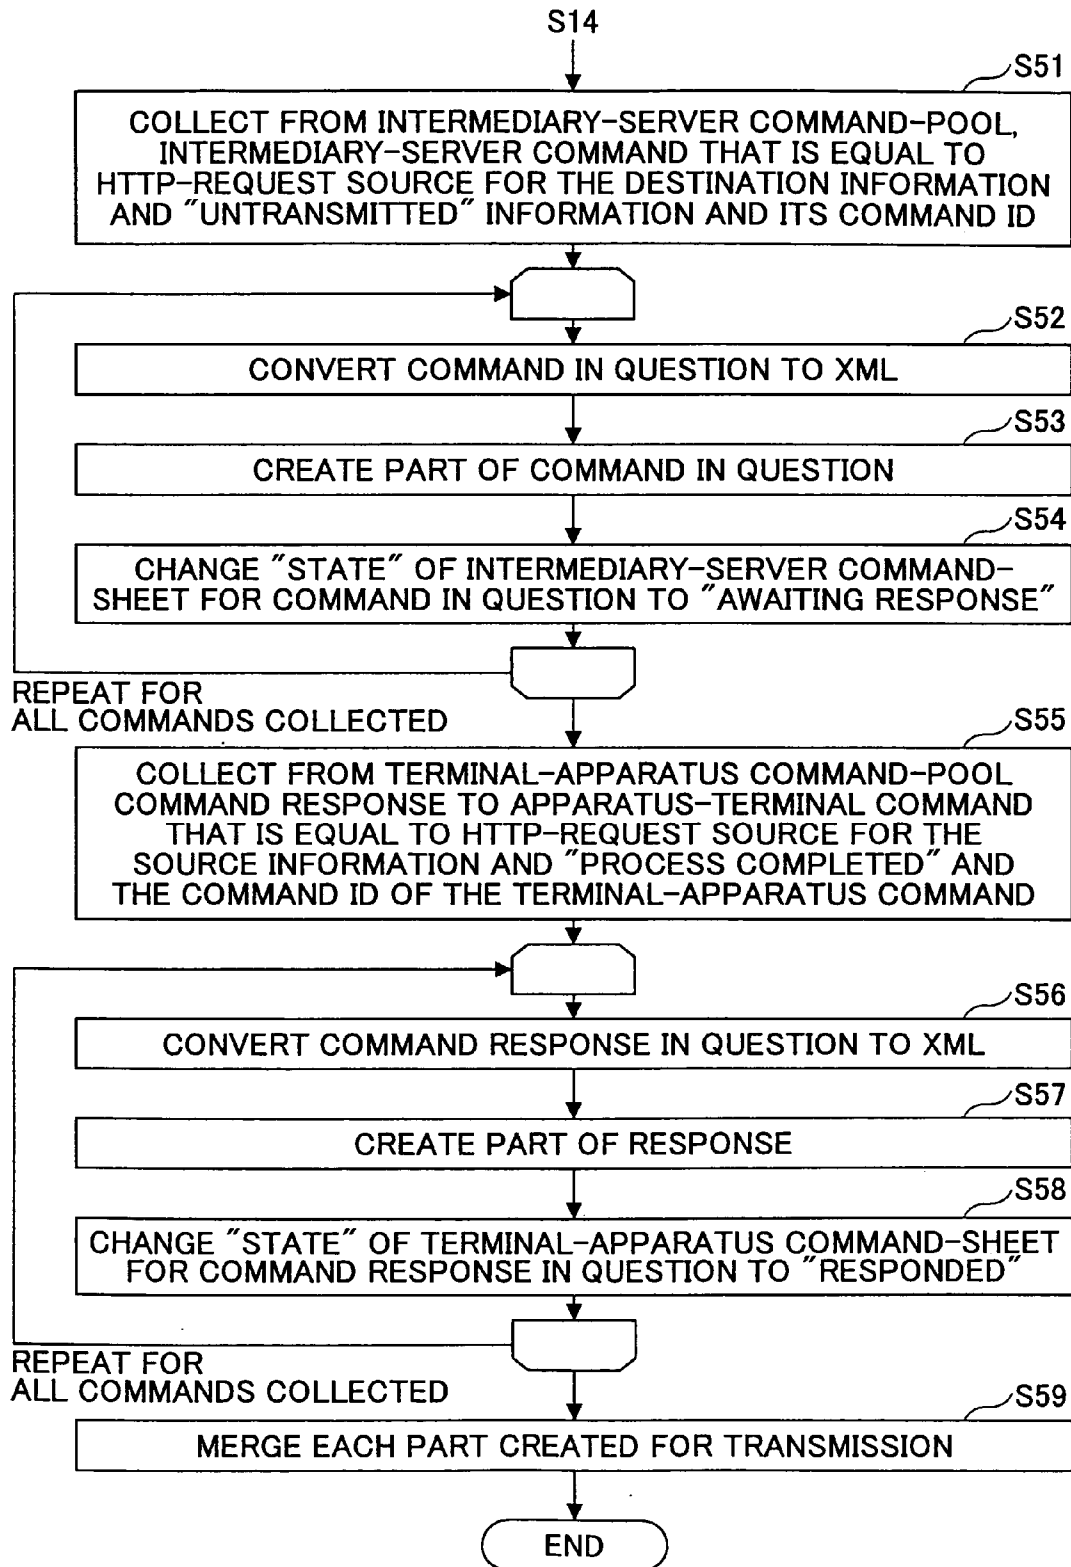 S14
S51
COLLECT FROM INTERMEDIARY-SERVER COMMAND-POOL,
INTERMEDIARY-SERVER COMMAND THAT IS EQUAL TO
HTTP-REQUEST SOURCE FOR THE DESTINATION INFORMATION
AND "UNTRANSMITTED" INFORMATION AND ITS COMMAND ID
S52
CONVERT COMMAND IN QUESTION TO XML
S53
CREATE PART OF COMMAND IN QUESTION
S54
CHANGE "STATE" OF INTERMEDIARY-SERVER COMMAND-
SHEET FOR COMMAND IN QUESTION TO "AWAITING RESPONSE"
REPEAT FOR
ALL COMMANDS COLLECTED
S55
COLLECT FROM TERMINAL-APPARATUS COMMAND-POOL
COMMAND RESPONSE TO APPARATUS-TERMINAL COMMAND
THAT IS EQUAL TO HTTP-REQUEST SOURCE FOR THE
SOURCE INFORMATION AND "PROCESS COMPLETED" AND
THE COMMAND ID OF THE TERMINAL-APPARATUS COMMAND
S56
CONVERT COMMAND RESPONSE IN QUESTION TO XML
S57
CREATE PART OF RESPONSE
S58
CHANGE "STATE" OF TERMINAL-APPARATUS COMMAND-SHEET
FOR COMMAND RESPONSE IN QUESTION TO "RESPONDED"
REPEAT FOR
ALL COMMANDS COLLECTED
S59
MERGE EACH PART CREATED FOR TRANSMISSION
END